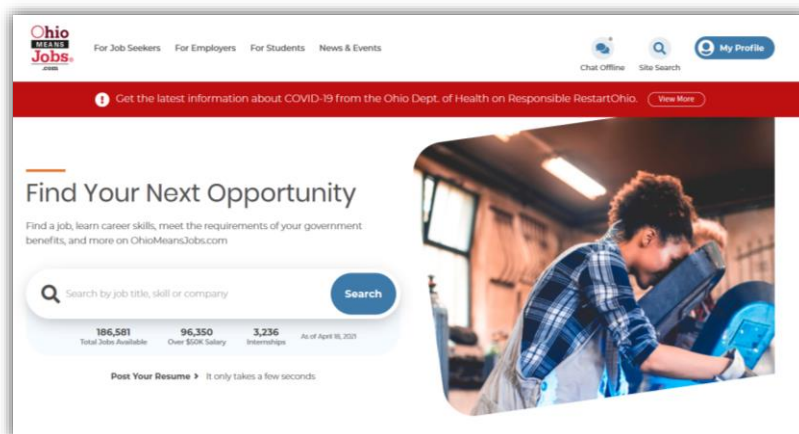 Ohio
MEANS
Jobs
.com
For Job Seekers For Employers For Students News & Events
Chat Offline Site Search
My Profile
Get the latest information about COVID-19 from the Ohio Dept. of Health on Responsible RestartOhio. View More
Find Your Next Opportunity
Find a job, learn career skills, meet the requirements of your government
benefits, and more on OhioMeansJobs.com
Search by job title, skill or company Search
186,581 96,350 3,236 As of April 18, 2021
Total Jobs Available Over $50K Salary Internships
Post Your Resume > It only takes a few seconds